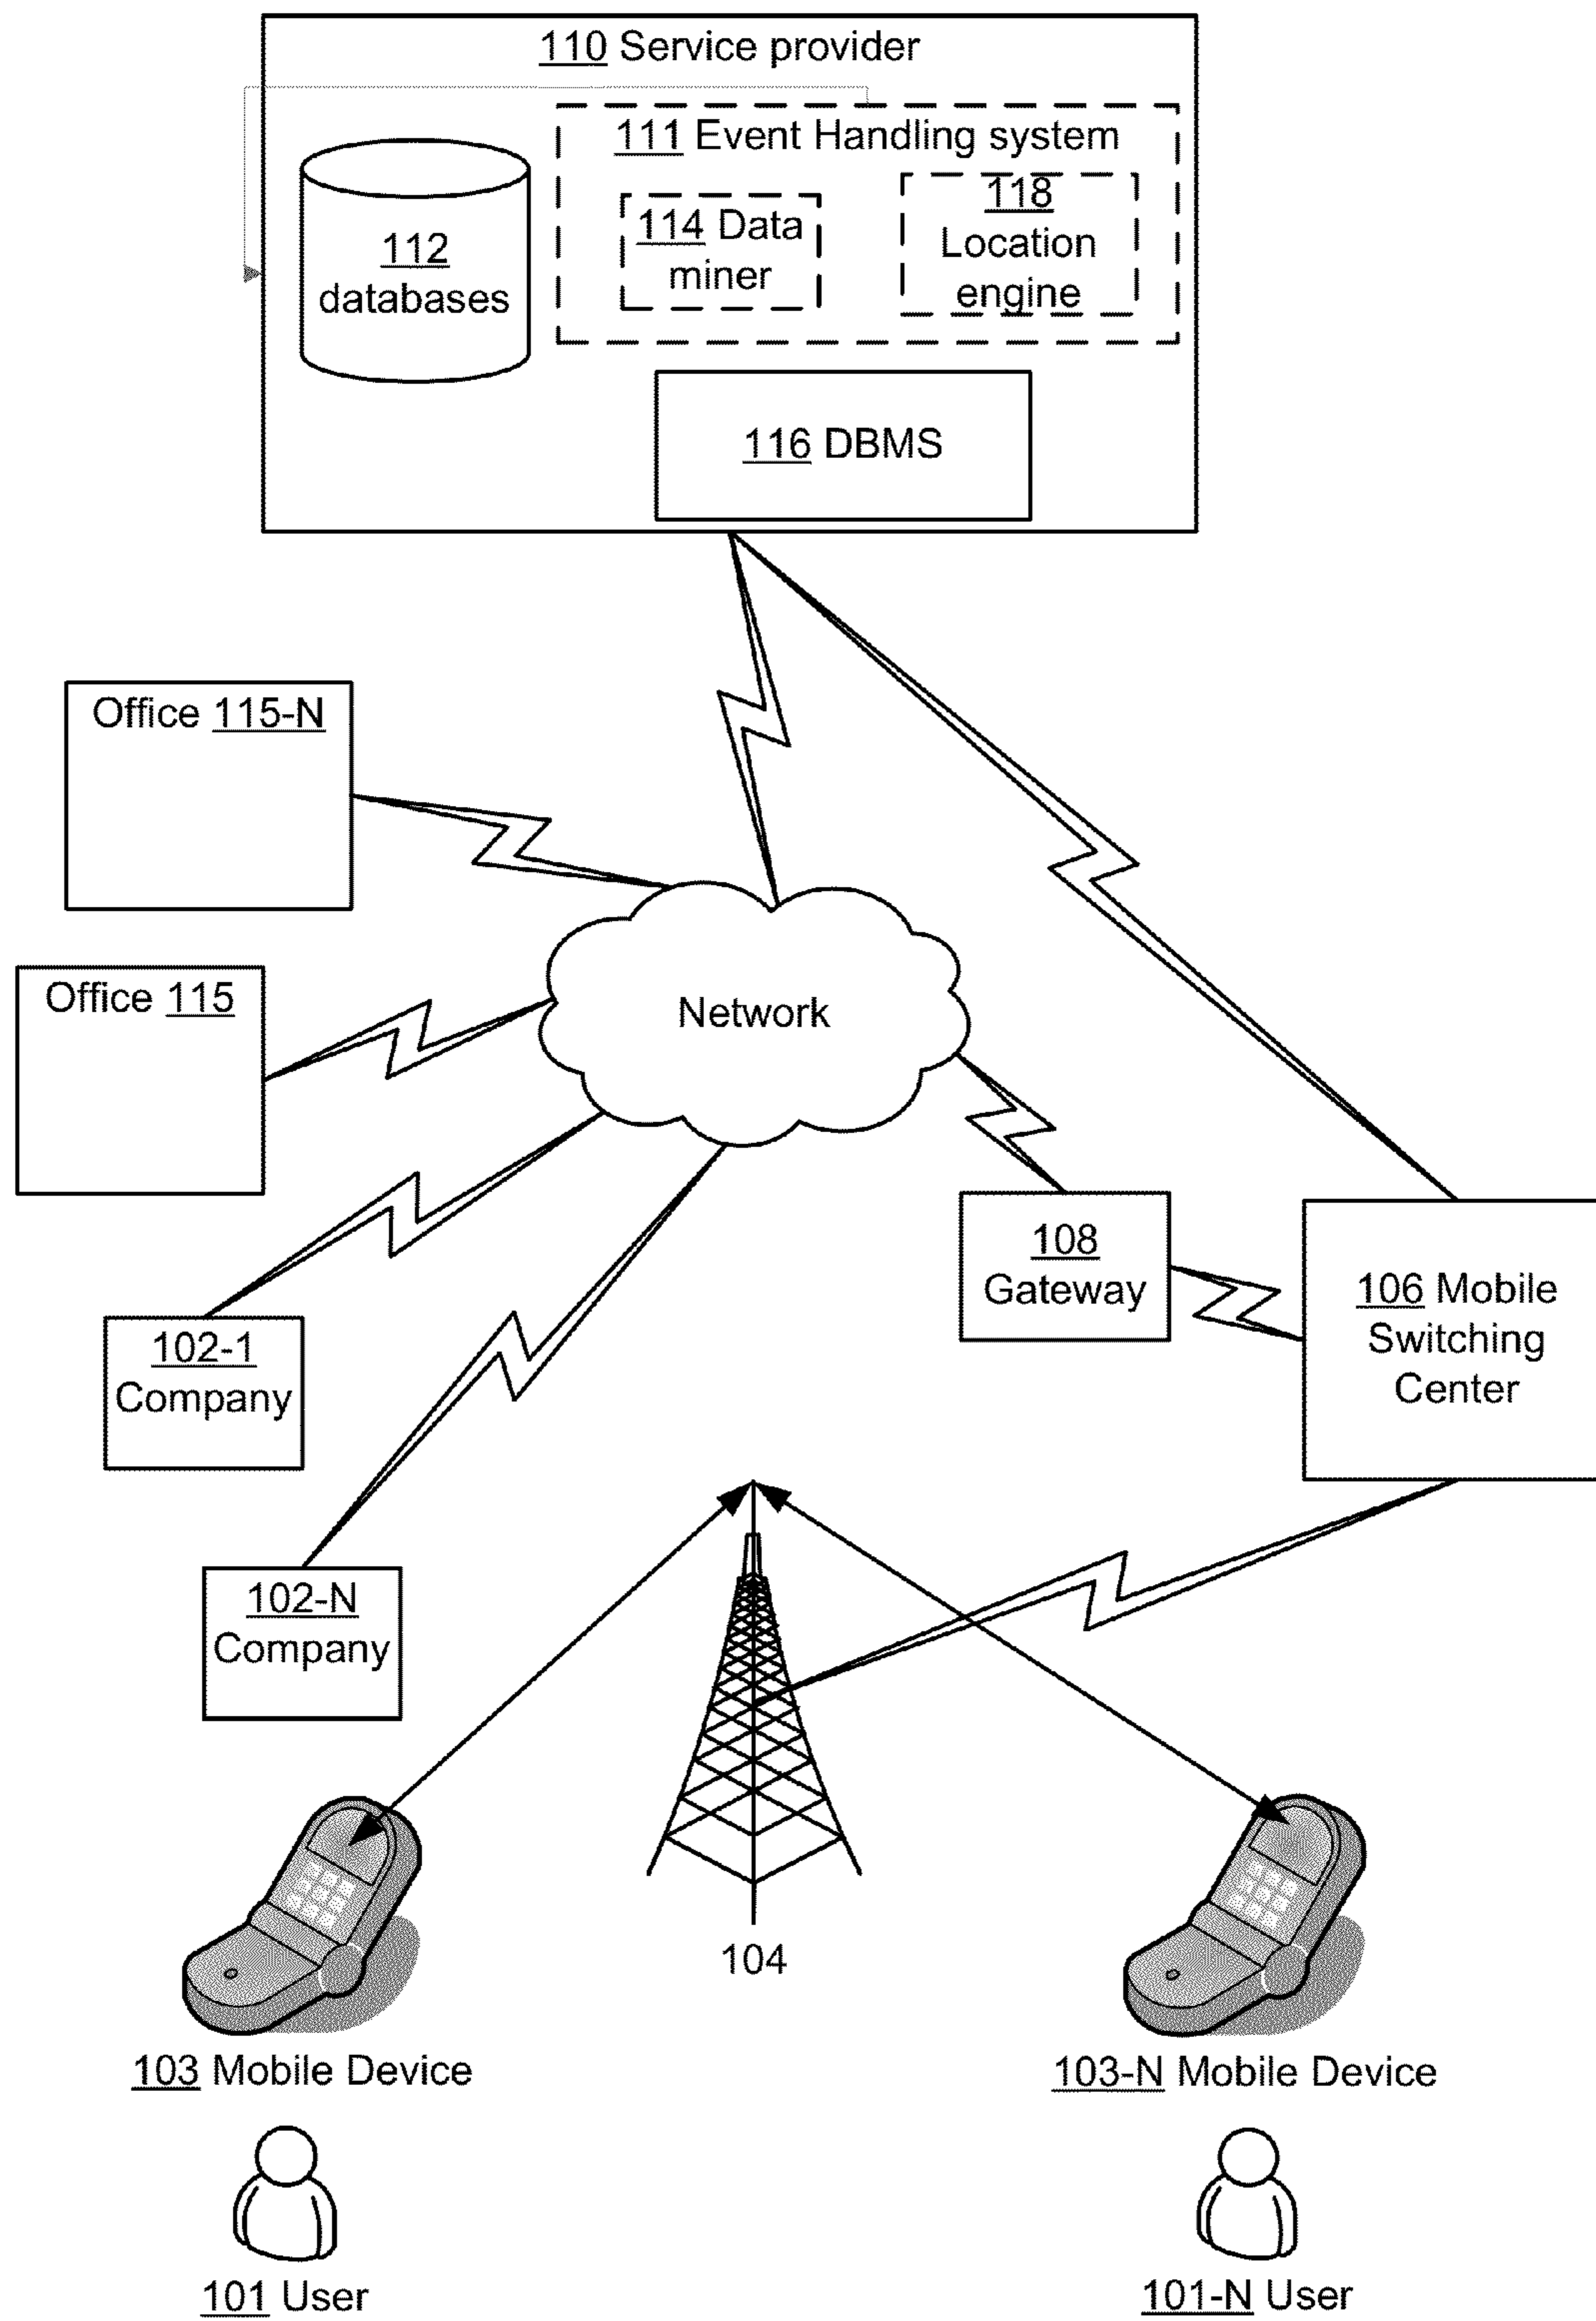 110 Service provider
111 Event Handling system
118
Location
engine
114 Data
miner
112
databases
116 DBMS
Office 115-N
Office 115
Network
108
Gateway
106 Mobile
Switching
Center
102-1
Company
102-N
Company
104
103 Mobile Device
103-N Mobile Device
101 User
101-N User